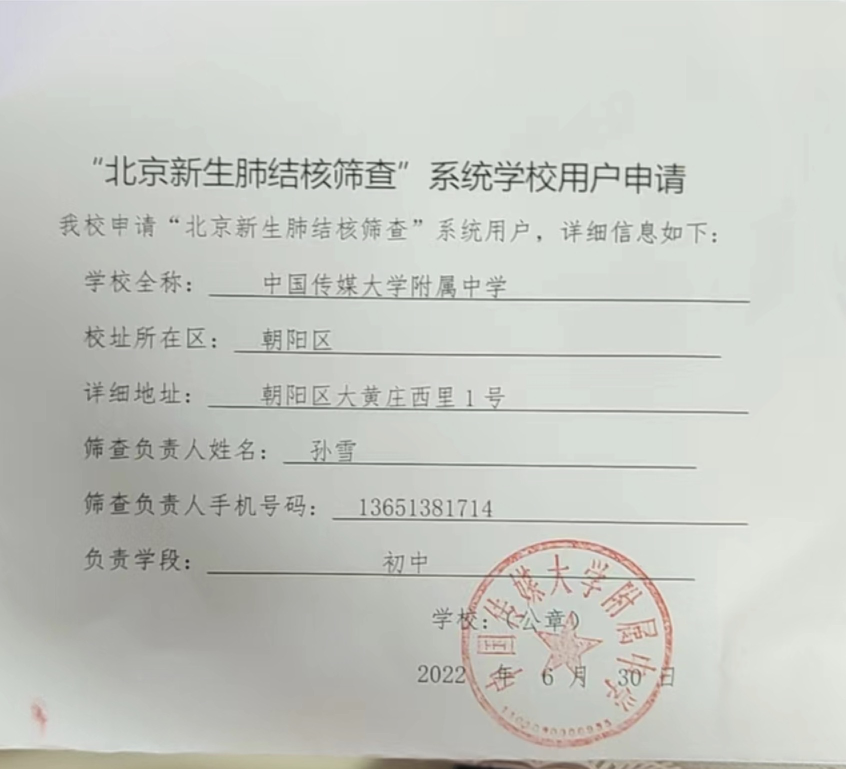 “北京新生肺结核筛查”系统学校用户申请
我校申请“北京新生肺结核筛查”系统用户，详细信息如下：
学校全称：中国传媒大学附属中学
校址所在区：朝阳区
详细地址：朝阳区大黄庄西里1号
筛查负责人姓名：孙雪
筛查负责人手机号码：13651381714
负责学段：初中
学校：（公章）
2022 年 6 月 30 日
中国传媒大学附属中学